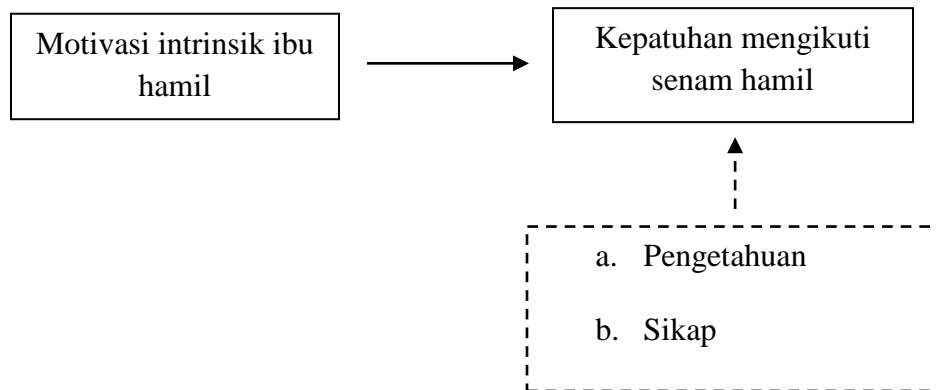 Motivasi intrinsik ibu
hamil
Kepatuhan mengikuti
senam hamil
a. Pengetahuan
b. Sikap